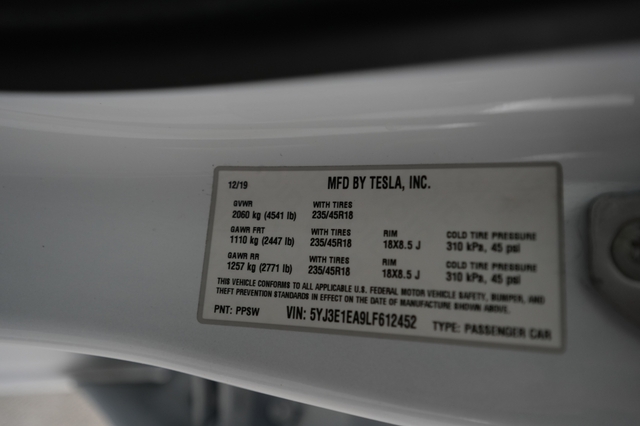 12/19 MFD BY TESLA, INC.
GVWR WITH TIRES
2060 kg (4541 lb) 235/45R18
GAWR FRT WITH TIRES RIM COLD TIRE PRESSURE
1110 kg (2447 lb) 235/45R18 18X8.5 J 310 kPa, 45 psi
GAWR RR WITH TIRES RIM COLD TIRE PRESSURE
1257 kg (2771 lb) 235/45R18 18X8.5 J 310 kPa, 45 psi
THIS VEHICLE CONFORMS TO ALL APPLICABLE U.S. FEDERAL MOTOR VEHICLE SAFETY, BUMPER, AND
THEFT PREVENTION STANDARDS IN EFFECT ON THE DATE OF MANUFACTURE SHOWN ABOVE.
PNT: PPSW VIN: 5YJ3E1EA9LF612452 TYPE: PASSENGER CAR